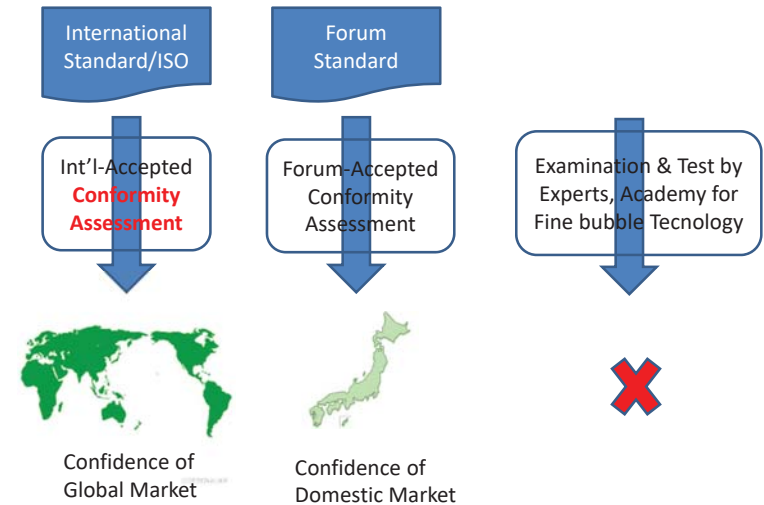 International
Standard/ISO
Forum
Standard
Int'l-Accepted
Conformity
Assessment
Forum-Accepted
Conformity
Assessment
Examination & Test by
Experts, Academy for
Fine bubble Tecnology
Confidence of
Global Market
Confidence of
Domestic Market